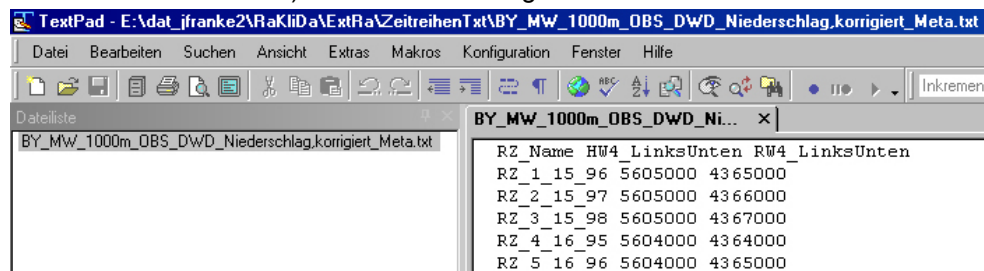 TextPad - E:\dat_jfranke2\RaKliDa\ExtRa\ZeitreihenTxt\BY_MW_1000m_OBS_DWD_Niederschlag,korrigiert_Meta.txt
Datei Bearbeiten Suchen Ansicht Extras Makros Konfiguration Fenster Hilfe
Inkremen
Dateiliste
BY_MW_1000m_OBS_DWD_Niederschlag,korrigiert_Meta.txt
BY_MW_1000m_OBS_DWD_Ni...
RZ_Name HW4_LinksUnten RW4_LinksUnten
RZ_1_15_96 5605000 4365000
RZ_2_15_97 5605000 4366000
RZ_3_15_98 5605000 4367000
RZ_4_16_95 5604000 4364000
RZ_5_16_96 5604000 4365000